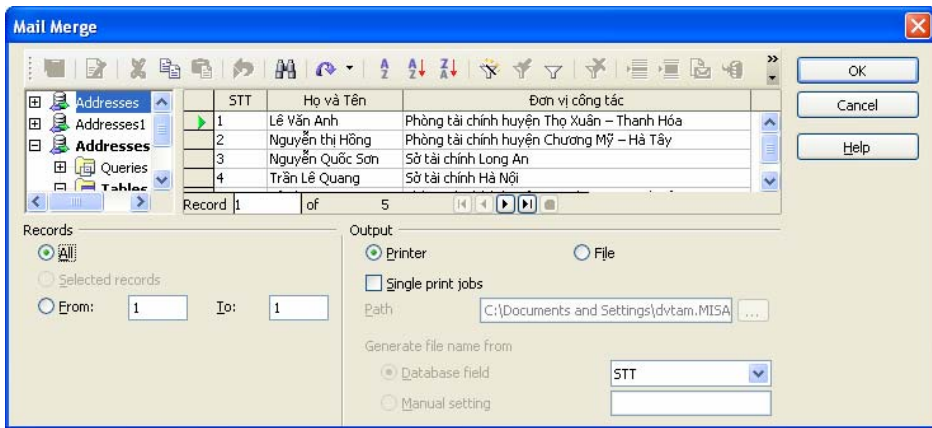 Mail Merge
OK
Cancel
Help
Addresses
Addresses1
Addresses
Queries
Tables
STT Họ và Tên Đơn vị công tác
1 Lê Văn Anh Phòng tài chính huyện Thọ Xuân – Thanh Hóa
2 Nguyễn thị Hồng Phòng tài chính huyện Chương Mỹ – Hà Tây
3 Nguyễn Quốc Sơn Sở tài chính Long An
4 Trần Lê Quang Sở tài chính Hà Nội
Record 1 of 5
Records
All
Selected records
From: 1 To: 1
Output
Printer File
Single print jobs
Path C:\Documents and Settings\dvtam.MISA ...
Generate file name from
Database field STT
Manual setting